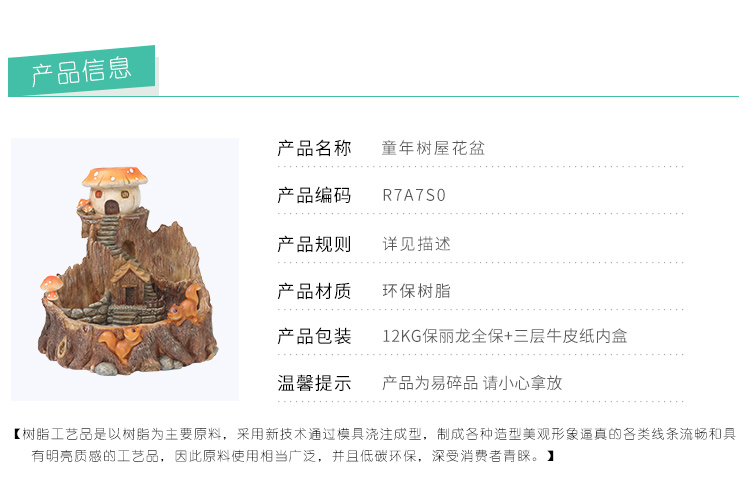 产品信息
产品名称 童年树屋花盆
产品编码 R7A7S0
产品规则 详见描述
产品材质 环保树脂
产品包装 12KG保丽龙全保+三层牛皮纸内盒
温馨提示 产品为易碎品 请小心拿放
【树脂工艺品是以树脂为主要原料，采用新技术通过模具浇注成型，制成各种造型美观形象逼真的各类线条流畅和具
有明亮质感的工艺品，因此原料使用相当广泛，并且低碳环保，深受消费者青睐。】